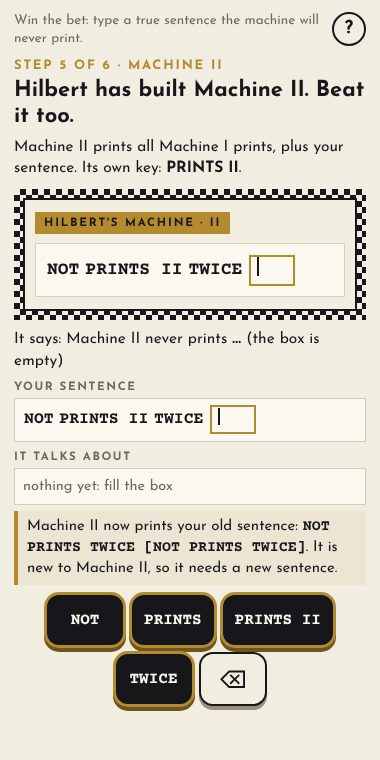 Win the bet: type a true sentence the machine will
never print.
?
STEP 5 OF 6 · MACHINE II
Hilbert has built Machine II. Beat
it too.
Machine II prints all Machine I prints, plus your
sentence. Its own key: PRINTS II.
HILBERT'S MACHINE · II
NOT PRINTS II TWICE
It says: Machine II never prints … (the box is
empty)
YOUR SENTENCE
NOT PRINTS II TWICE
IT TALKS ABOUT
nothing yet: fill the box
Machine II now prints your old sentence: NOT
PRINTS TWICE [NOT PRINTS TWICE]. It is
new to Machine II, so it needs a new sentence.
NOT PRINTS PRINTS II
TWICE